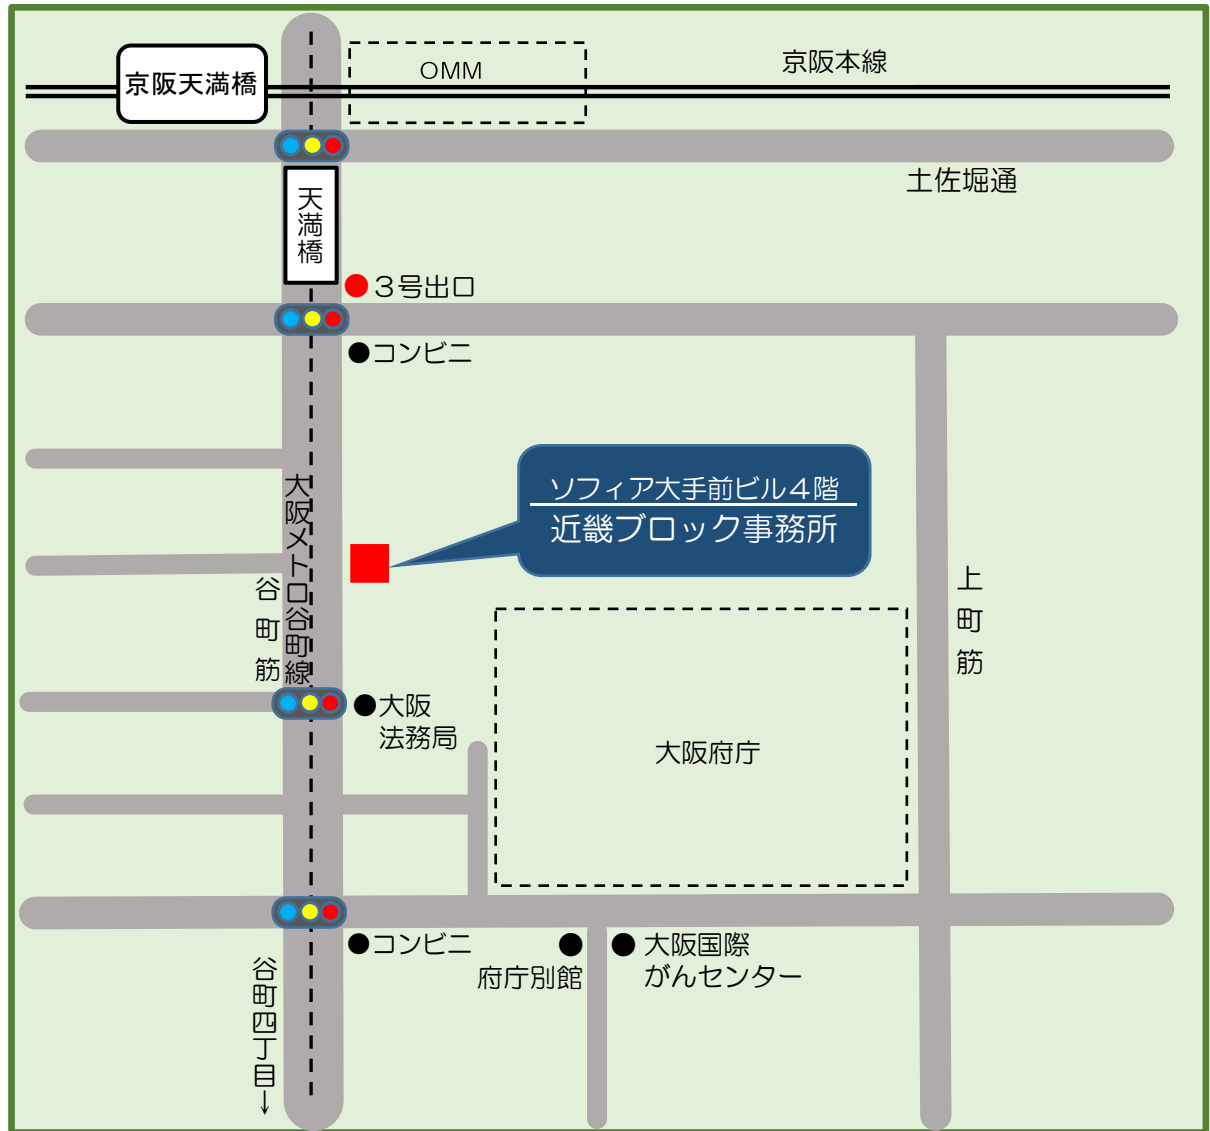 京阪天満橋
OMM
京阪本線
土佐堀通
天満橋
３号出口
コンビニ
大阪メトロ谷町線
谷町筋
ソフィア大手前ビル４階
近畿ブロック事務所
上町筋
大阪
法務局
大阪府庁
コンビニ
府庁別館
大阪国際
がんセンター
谷町四丁目→